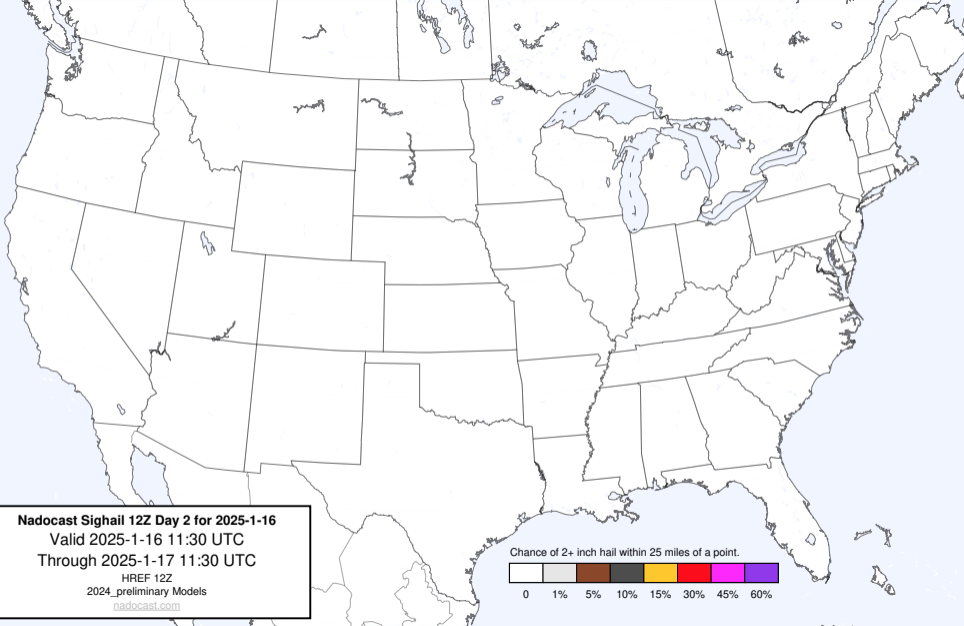 Nadocast Sighail 12Z Day 2 for 2025-1-16
Valid 2025-1-16 11:30 UTC
Through 2025-1-17 11:30 UTC
HREF 12Z
2024_preliminary Models
nadocast.com
Chance of 2+ inch hail within 25 miles of a point.
0 1% 5% 10% 15% 30% 45% 60%